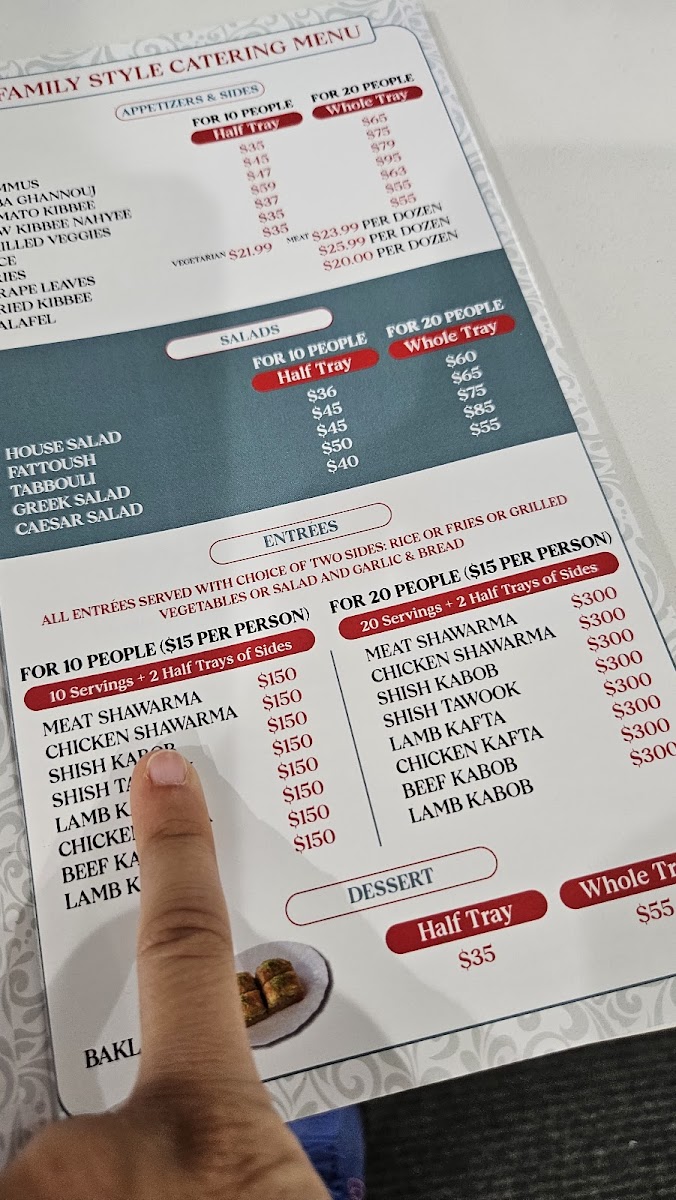 FAMILY STYLE CATERING MENU
APPETIZERS & SIDES
FOR 10 PEOPLE FOR 20 PEOPLE
Half Tray Whole Tray
MMUS $35 $65
BA GHANNOUJ $45 $75
MATO KIBBEE $47 $79
W KIBBEE NAHYEE $59 $95
ILLED VEGGIES $37 $63
CE $35 $55
RIES $35 $55
RAPE LEAVES VEGETARIAN $21.99 MEAT $23.99 PER DOZEN
RIED KIBBEE $25.99 PER DOZEN
ALAFEL $20.00 PER DOZEN
SALADS
FOR 10 PEOPLE FOR 20 PEOPLE
Half Tray Whole Tray
HOUSE SALAD $36 $60
FATTOUSH $45 $65
TABBOULI $45 $75
GREEK SALAD $50 $85
CAESAR SALAD $40 $55
ENTRÉES
ALL ENTRÉES SERVED WITH CHOICE OF TWO SIDES: RICE OR FRIES OR GRILLED
VEGETABLES OR SALAD AND GARLIC & BREAD
FOR 10 PEOPLE ($15 PER PERSON)
10 Servings + 2 Half Trays of Sides
MEAT SHAWARMA $150
CHICKEN SHAWARMA $150
SHISH KABOB $150
SHISH TA $150
LAMB K $150
CHICKEN $150
BEEF KA $150
LAMB K $150
FOR 20 PEOPLE ($15 PER PERSON)
20 Servings + 2 Half Trays of Sides
MEAT SHAWARMA $300
CHICKEN SHAWARMA $300
SHISH KABOB $300
SHISH TAWOOK $300
LAMB KAFTA $300
CHICKEN KAFTA $300
BEEF KABOB $300
LAMB KABOB $300
DESSERT
Half Tray Whole Tr
BAKL $35 $55